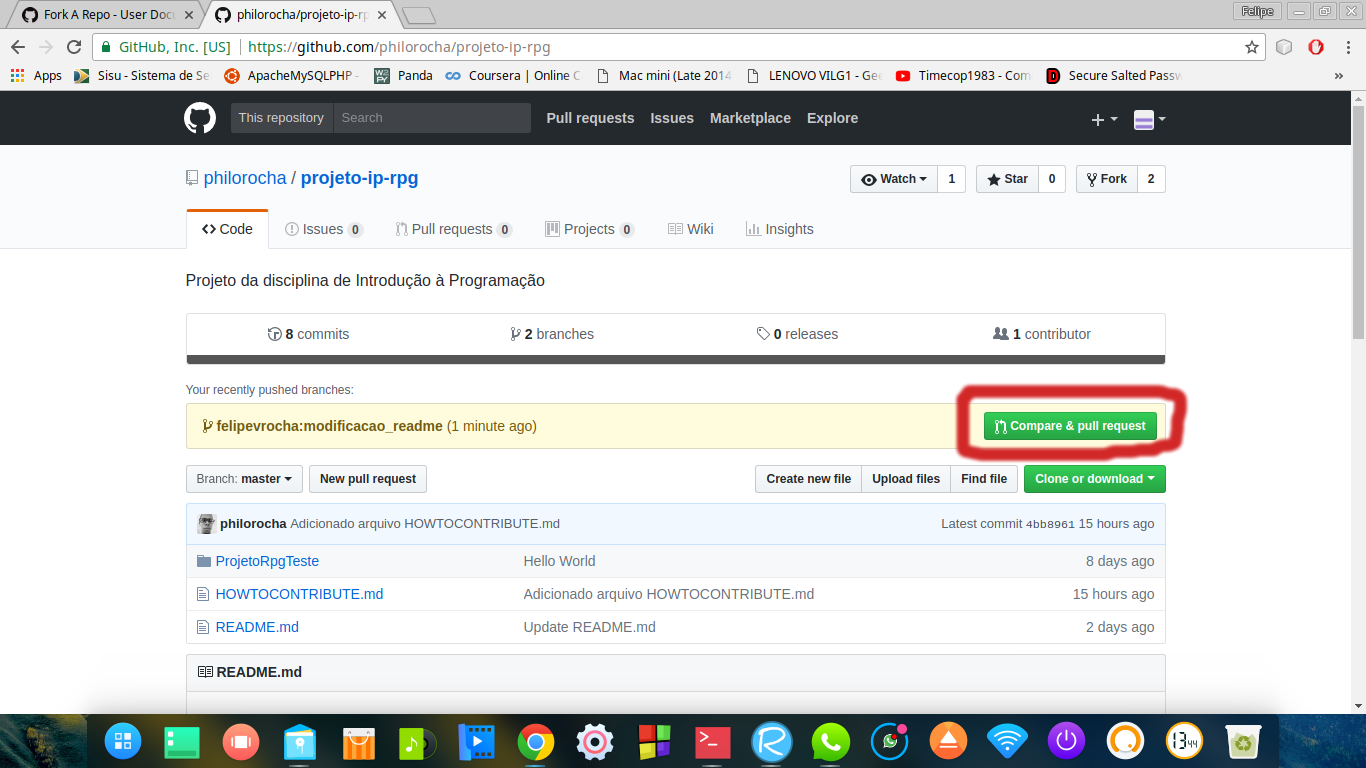 Fork A Repo - User Docu
philorocha/projeto-ip-rp
Felipe
GitHub, Inc. [US] https://github.com/philorocha/projeto-ip-rpg
Apps Sisu - Sistema de Se ApacheMySQLPHP - WEPY Panda Coursera | Online C Mac mini (Late 2014 LENOVO VILG1 - Gee Timecop1983 - Com Secure Salted Passw »
This repository Search Pull requests Issues Marketplace Explore
philorocha / projeto-ip-rpg Watch 1 Star 0 Fork 2
Code Issues 0 Pull requests 0 Projects 0 Wiki Insights
Projeto da disciplina de Introdução à Programação
8 commits 2 branches 0 releases 1 contributor
Your recently pushed branches:
felipevrocha:modificacao_readme (1 minute ago) Compare & pull request
Branch: master New pull request Create new file Upload files Find file Clone or download
philorocha Adicionado arquivo HOWTOCONTRIBUTE.md Latest commit 4bb8961 15 hours ago
ProjetoRpgTeste Hello World 8 days ago
HOWTOCONTRIBUTE.md Adicionado arquivo HOWTOCONTRIBUTE.md 15 hours ago
README.md Update README.md 2 days ago
README.md
13 44